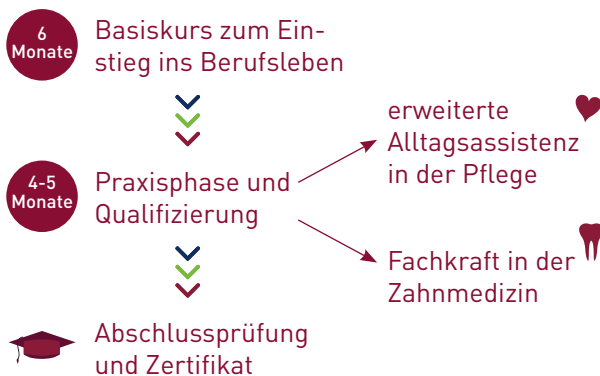 6
Monate
Basiskurs zum Ein-
stieg ins Berufsleben
4-5
Monate
Praxisphase und
Qualifizierung
erweiterte
Alltagsassistenz
in der Pflege
Fachkraft in der
Zahnmedizin
Abschlussprüfung
und Zertifikat